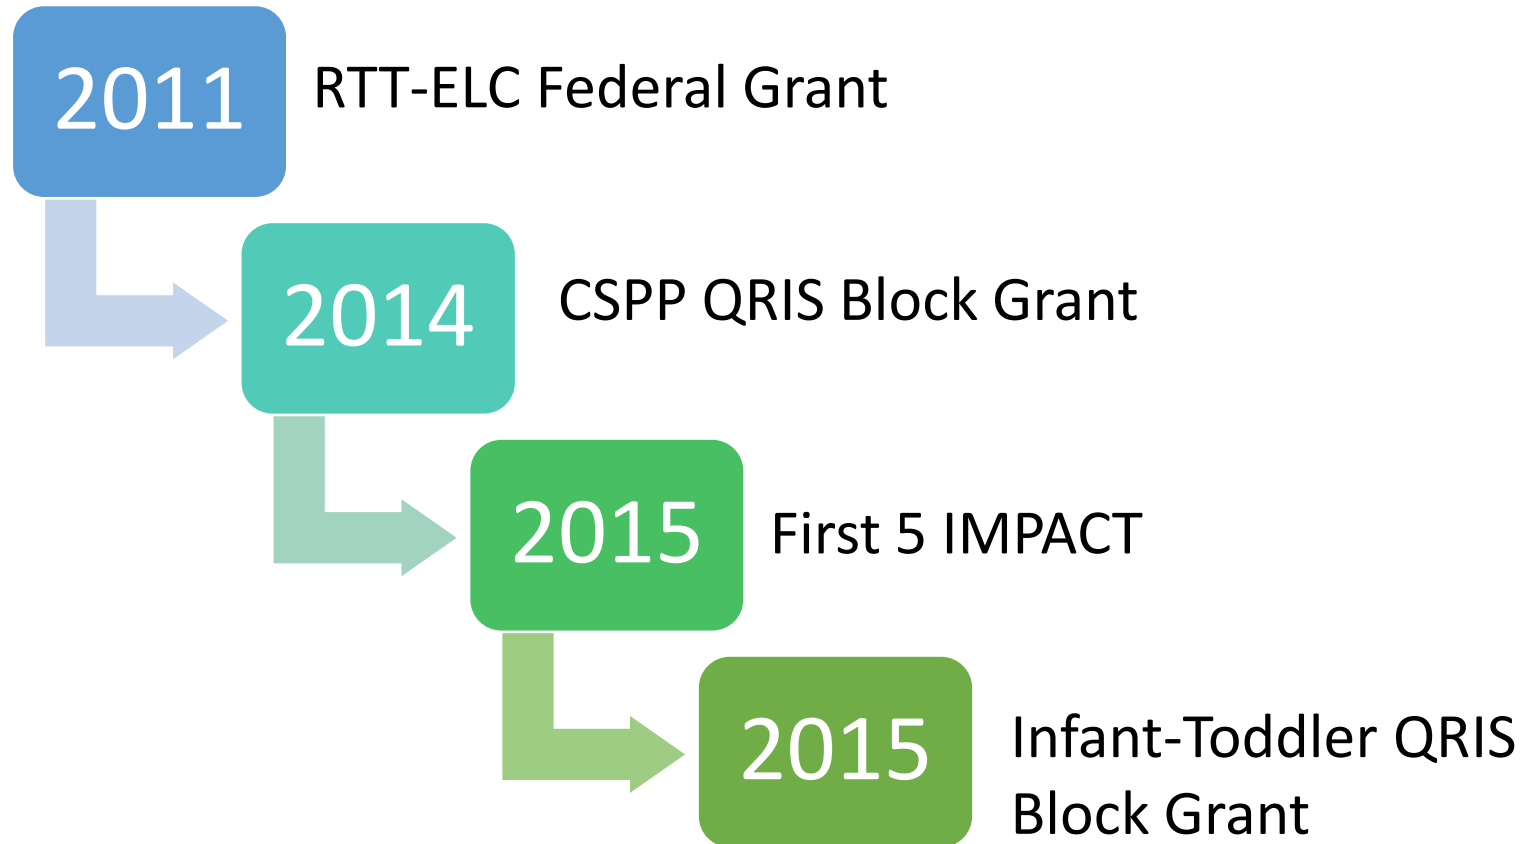 2011
RTT-ELC Federal Grant
2014
CSPP QRIS Block Grant
2015
First 5 IMPACT
2015
Infant-Toddler QRIS
Block Grant